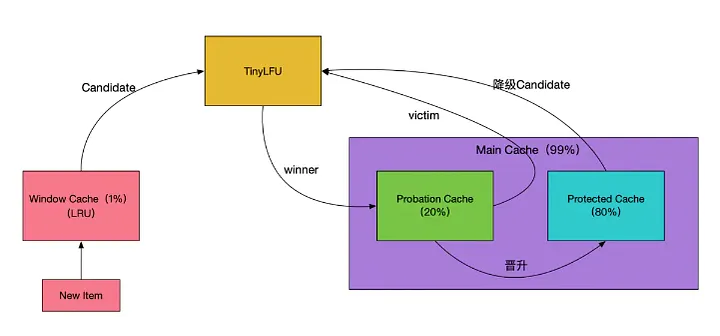 TinyLFU
Candidate
降级Candidate
victim
Main Cache（99%）
winner
Window Cache（1%）
(LRU)
Probation Cache
（20%）
Protected Cache
（80%）
晋升
New Item